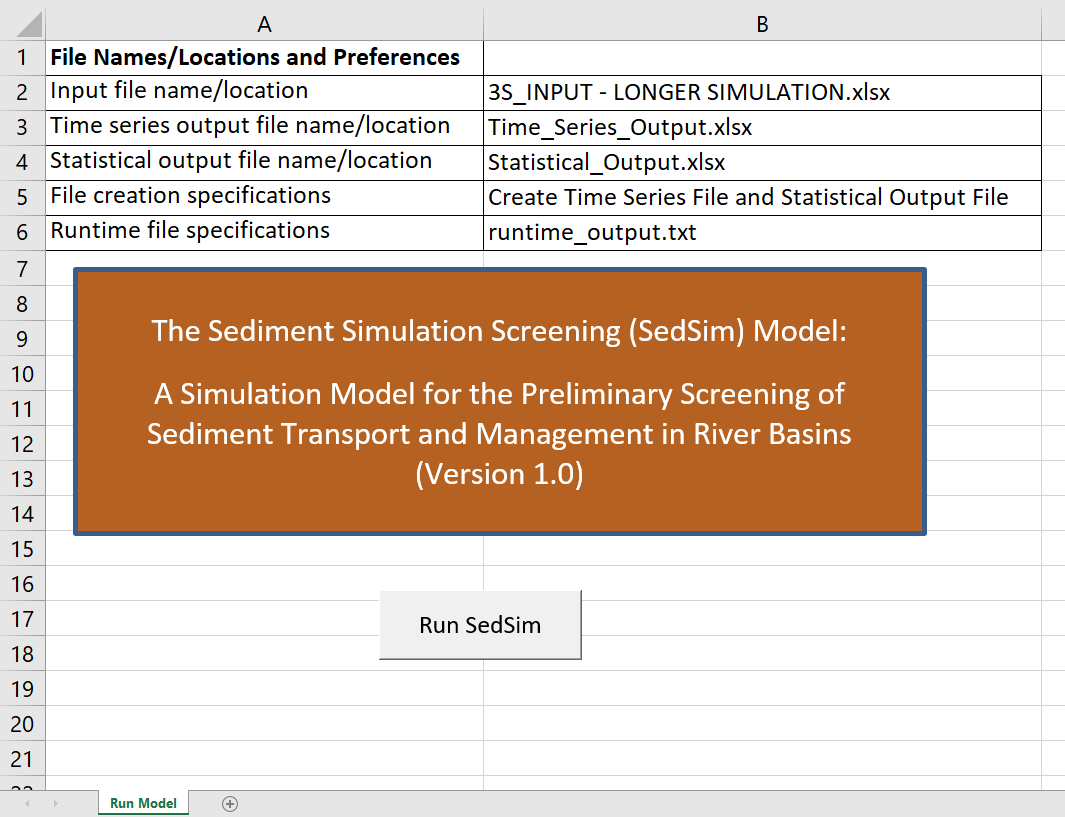 A B
1 File Names/Locations and Preferences
2 Input file name/location 3S_INPUT - LONGER SIMULATION.xlsx
3 Time series output file name/location Time_Series_Output.xlsx
4 Statistical output file name/location Statistical_Output.xlsx
5 File creation specifications Create Time Series File and Statistical Output File
6 Runtime file specifications runtime_output.txt
7
8
The Sediment Simulation Screening (SedSim) Model:
9
10
A Simulation Model for the Preliminary Screening of
11
12
Sediment Transport and Management in River Basins
13
(Version 1.0)
14
15
16
17
Run SedSim
18
19
20
21
22
Run Model